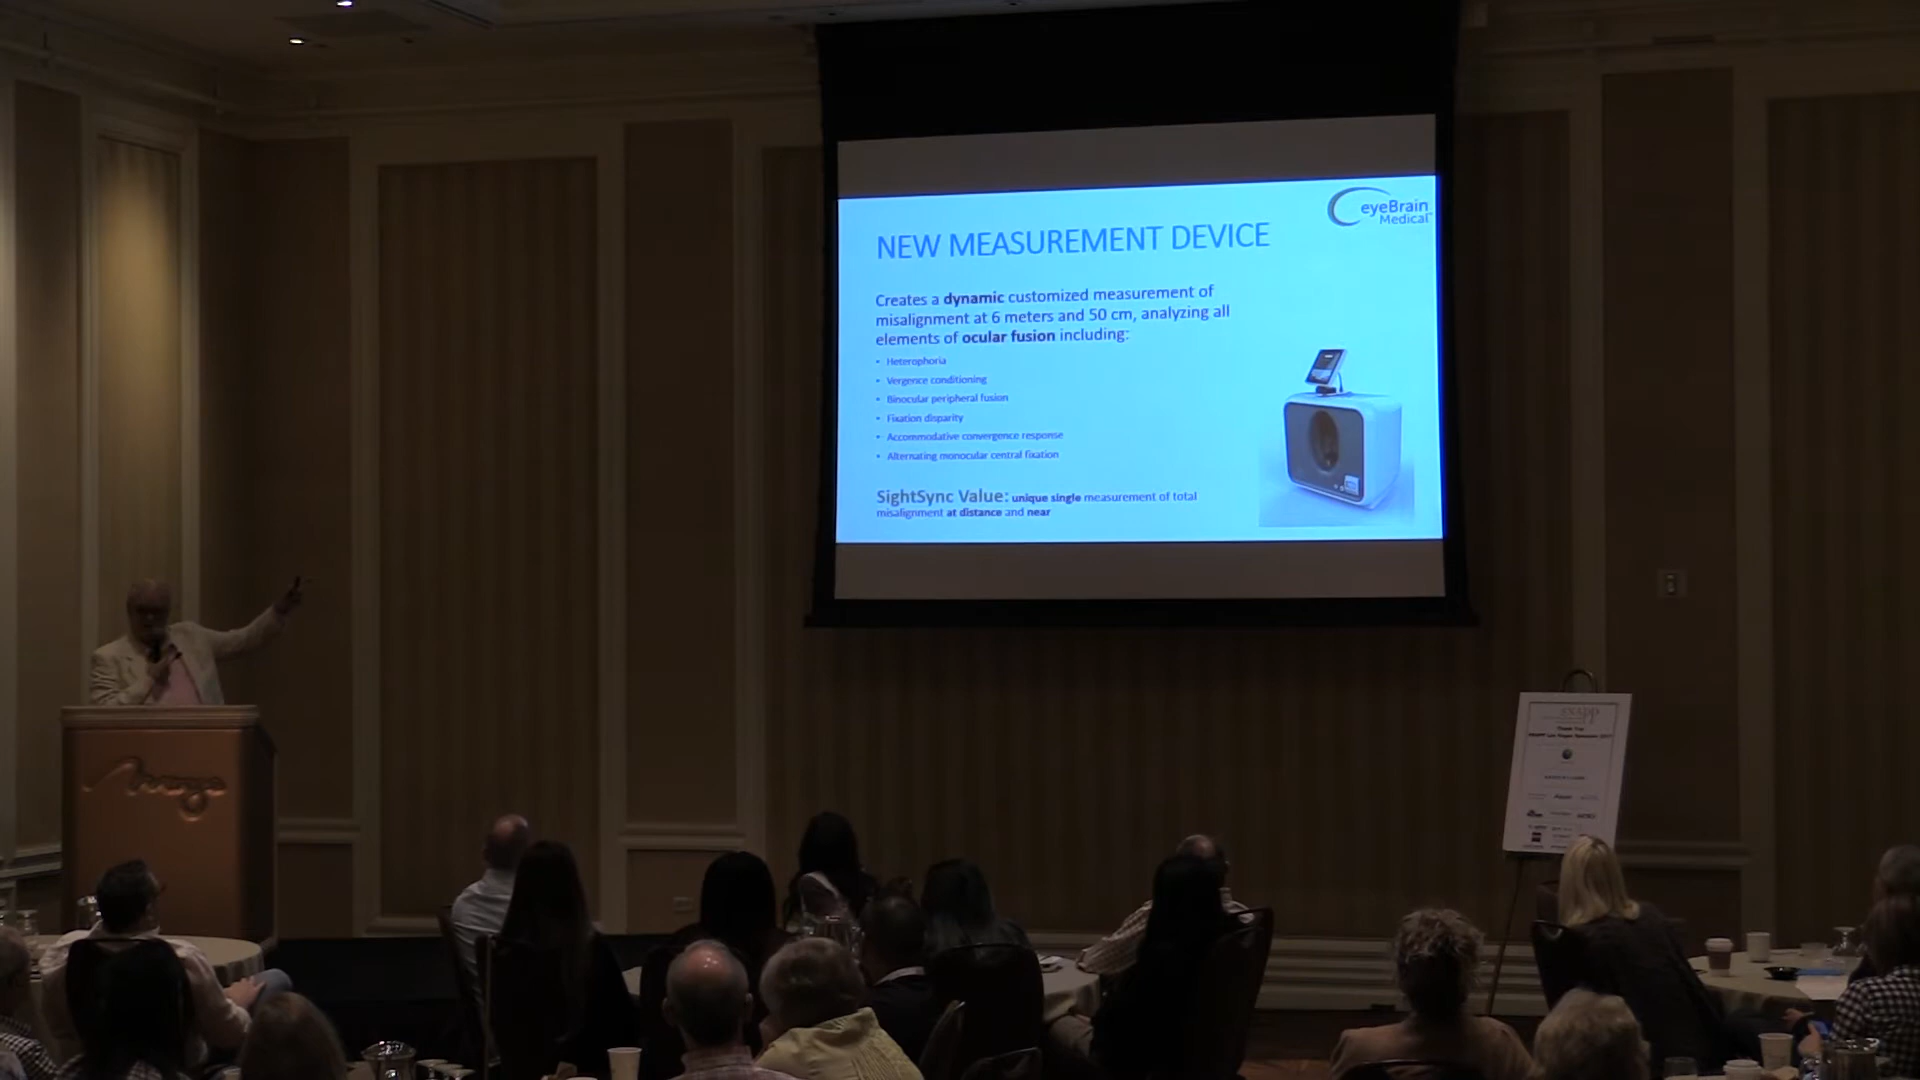 eyeBrain
Medical
NEW MEASUREMENT DEVICE
Creates a dynamic customized measurement of
misalignment at 6 meters and 50 cm, analyzing all
elements of ocular fusion including:
• Heterophoria
• Vergence conditioning
• Binocular peripheral fusion
• Fixation disparity
• Accommodative convergence response
• Alternating monocular central fixation
SightSync Value: unique single measurement of total
misalignment at distance and near
Thank You